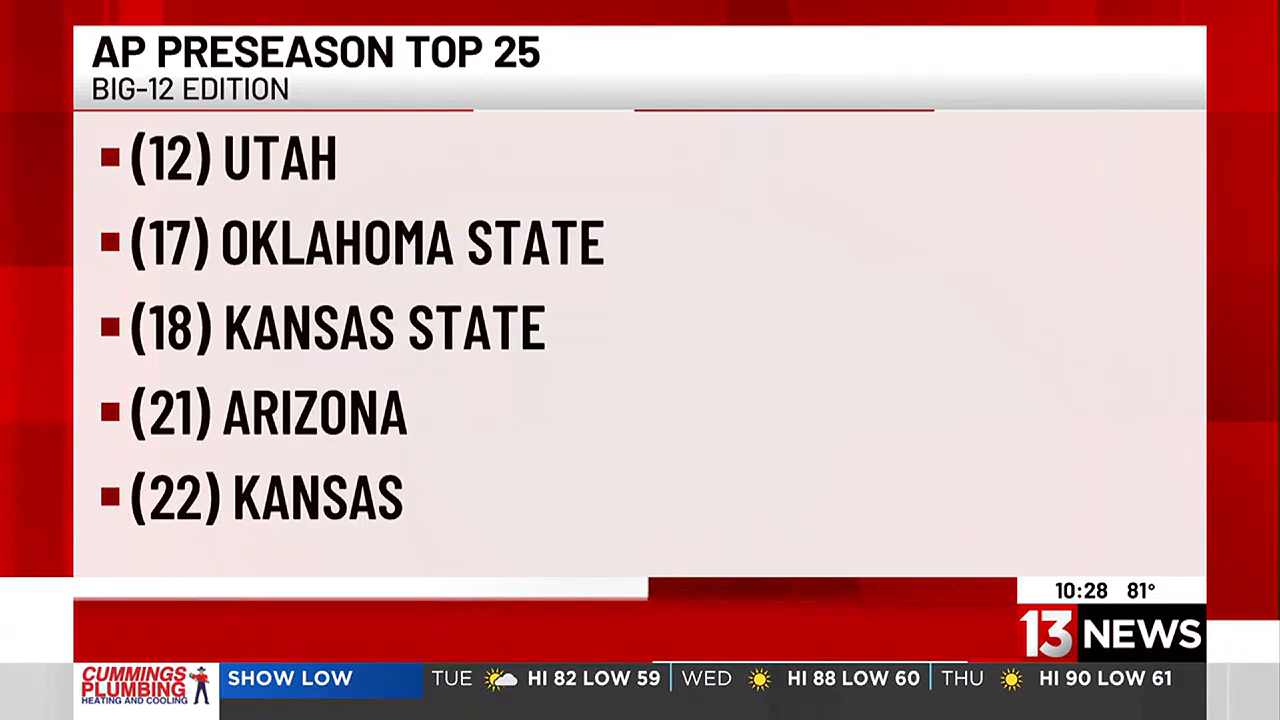 AP PRESEASON TOP 25
BIG-12 EDITION
(12) UTAH
(17) OKLAHOMA STATE
(18) KANSAS STATE
(21) ARIZONA
(22) KANSAS
10:28 81°
13 NEWS
CUMMINGS
PLUMBING
HEATING AND COOLING
SHOW LOW TUE HI 82 LOW 59 WED HI 88 LOW 60 THU HI 90 LOW 61